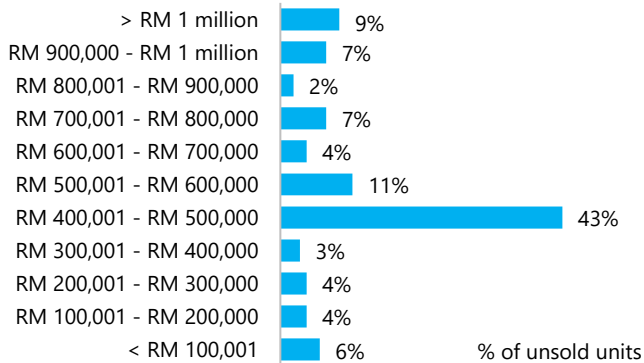 > RM 1 million 9%
RM 900,000 - RM 1 million 7%
RM 800,001 - RM 900,000 2%
RM 700,001 - RM 800,000 7%
RM 600,001 - RM 700,000 4%
RM 500,001 - RM 600,000 11%
RM 400,001 - RM 500,000 43%
RM 300,001 - RM 400,000 3%
RM 200,001 - RM 300,000 4%
RM 100,001 - RM 200,000 4%
< RM 100,001 6% % of unsold units